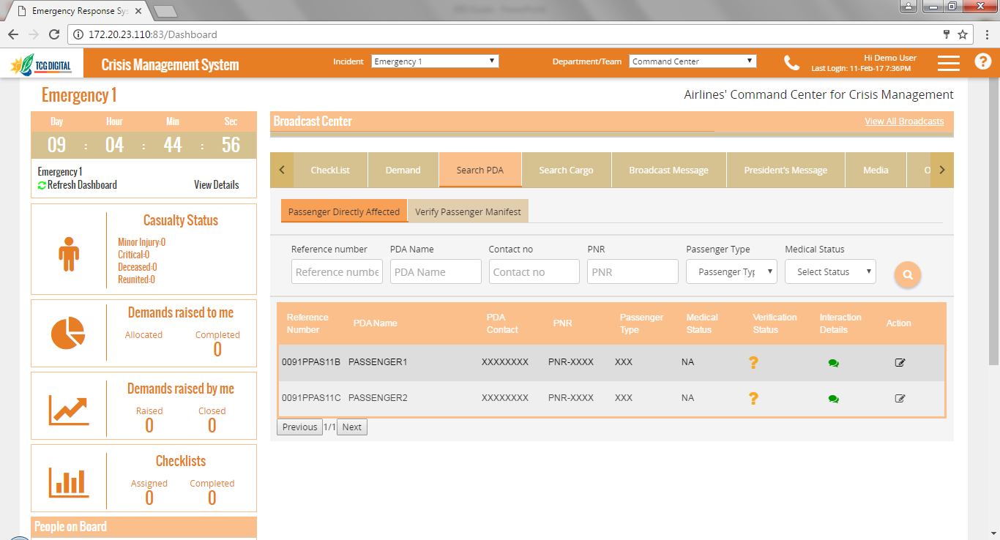 Emergency Response Sys
172.20.23.110:83/Dashboard
TCG DIGITAL
Crisis Management System
Incident
Emergency 1
Department/Team
Command Center
Hi Demo User
Last Login: 11-Feb-17 7:36PM
Emergency 1
Airlines' Command Center for Crisis Management
Day Hour Min Sec
09 : 04 : 44 : 56
Emergency 1
Refresh Dashboard
View Details
Casualty Status
Minor Injury:0
Critical:0
Deceased:0
Reunited:0
Demands raised to me
Allocated Completed
0
Demands raised by me
Raised Closed
0 0
Checklists
Assigned Completed
0 0
People on Board
Broadcast Center
View All Broadcasts
CheckList Demand Search PDA Search Cargo Broadcast Message President's Message Media O
Passenger Directly Affected Verify Passenger Manifest
Reference number PDA Name Contact no PNR Passenger Type Medical Status
Reference numbe PDA Name Contact no PNR Passenger Typ Select Status
Reference Number PDA Name PDA Contact PNR Passenger Type Medical Status Verification Status Interaction Details Action
0091PPAS11B PASSENGER1 XXXXXXXX PNR-XXXX XXX NA ?
0091PPAS11C PASSENGER2 XXXXXXXX PNR-XXXX XXX NA ?
Previous 1/1 Next